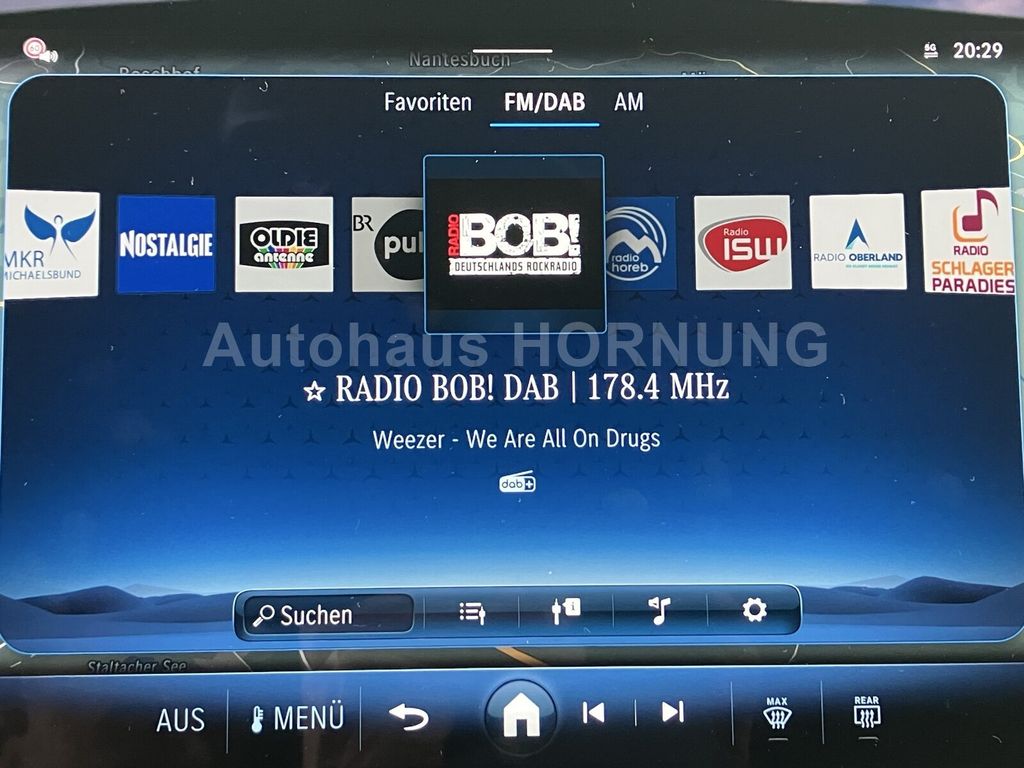 60
Nantesbuch
5G
20:29
Favoriten
FM/DAB
AM
MKR
MICHAELSBUND
NOSTALGIE
OLDIE
antenne
BR
pul
RADIO
BOB!
DEUTSCHLANDS ROCKRADIO
radio
horeb
Radio
ISW
RADIO OBERLAND
RADIO
SCHLAGER
PARADIES
Autohaus HORNUNG
☆ RADIO BOB! DAB | 178.4 MHz
Weezer - We Are All On Drugs
dab+
Suchen
Staltacher See
AUS
MENÜ
MAX
REAR